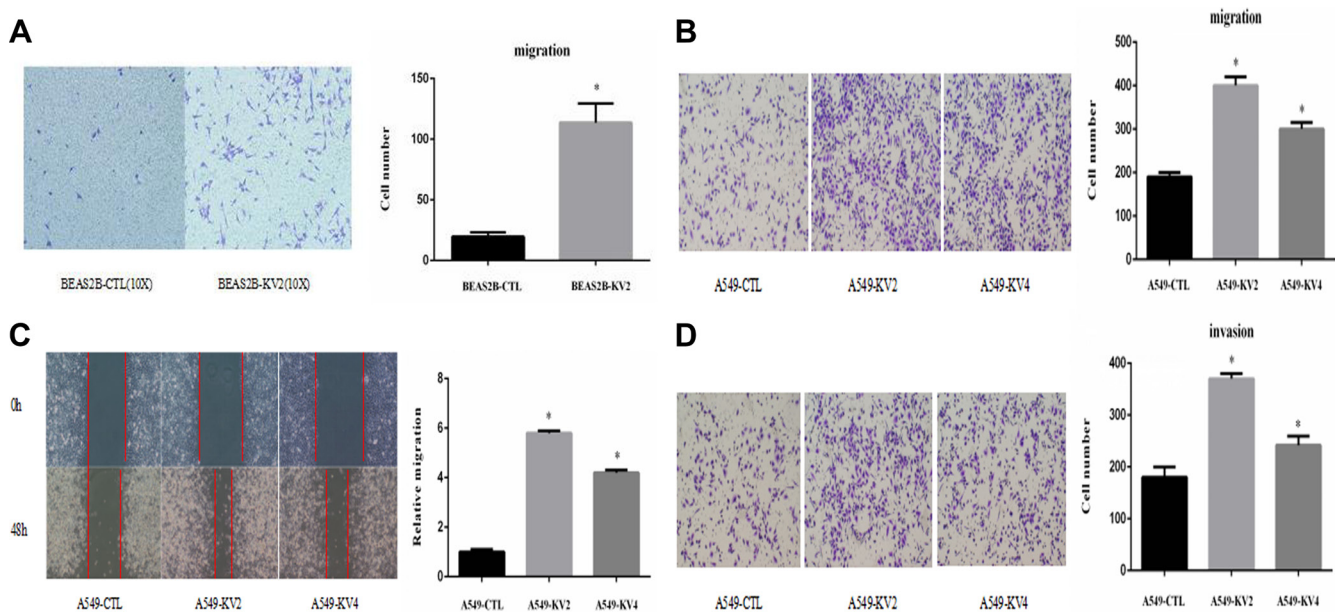 A
migration
150
100
50
0
Cell number
*
BEAS2B-CTL
BEAS2B-KV2
BEAS2B-CTL(10X)
BEAS2B-KV2(10X)
B
migration
500
400
300
200
100
0
Cell number
*
*
A549-CTL
A549-KV2
A549-KV4
A549-CTL
A549-KV2
A549-KV4
C
0h
48h
A549-CTL
A549-KV2
A549-KV4
8
6
4
2
0
Relative migration
*
*
A549-CTL
A549-KV2
A549-KV4
D
invasion
400
300
200
100
0
Cell number
*
*
A549-CTL
A549-KV2
A549-KV4
A549-CTL
A549-KV2
A549-KV4